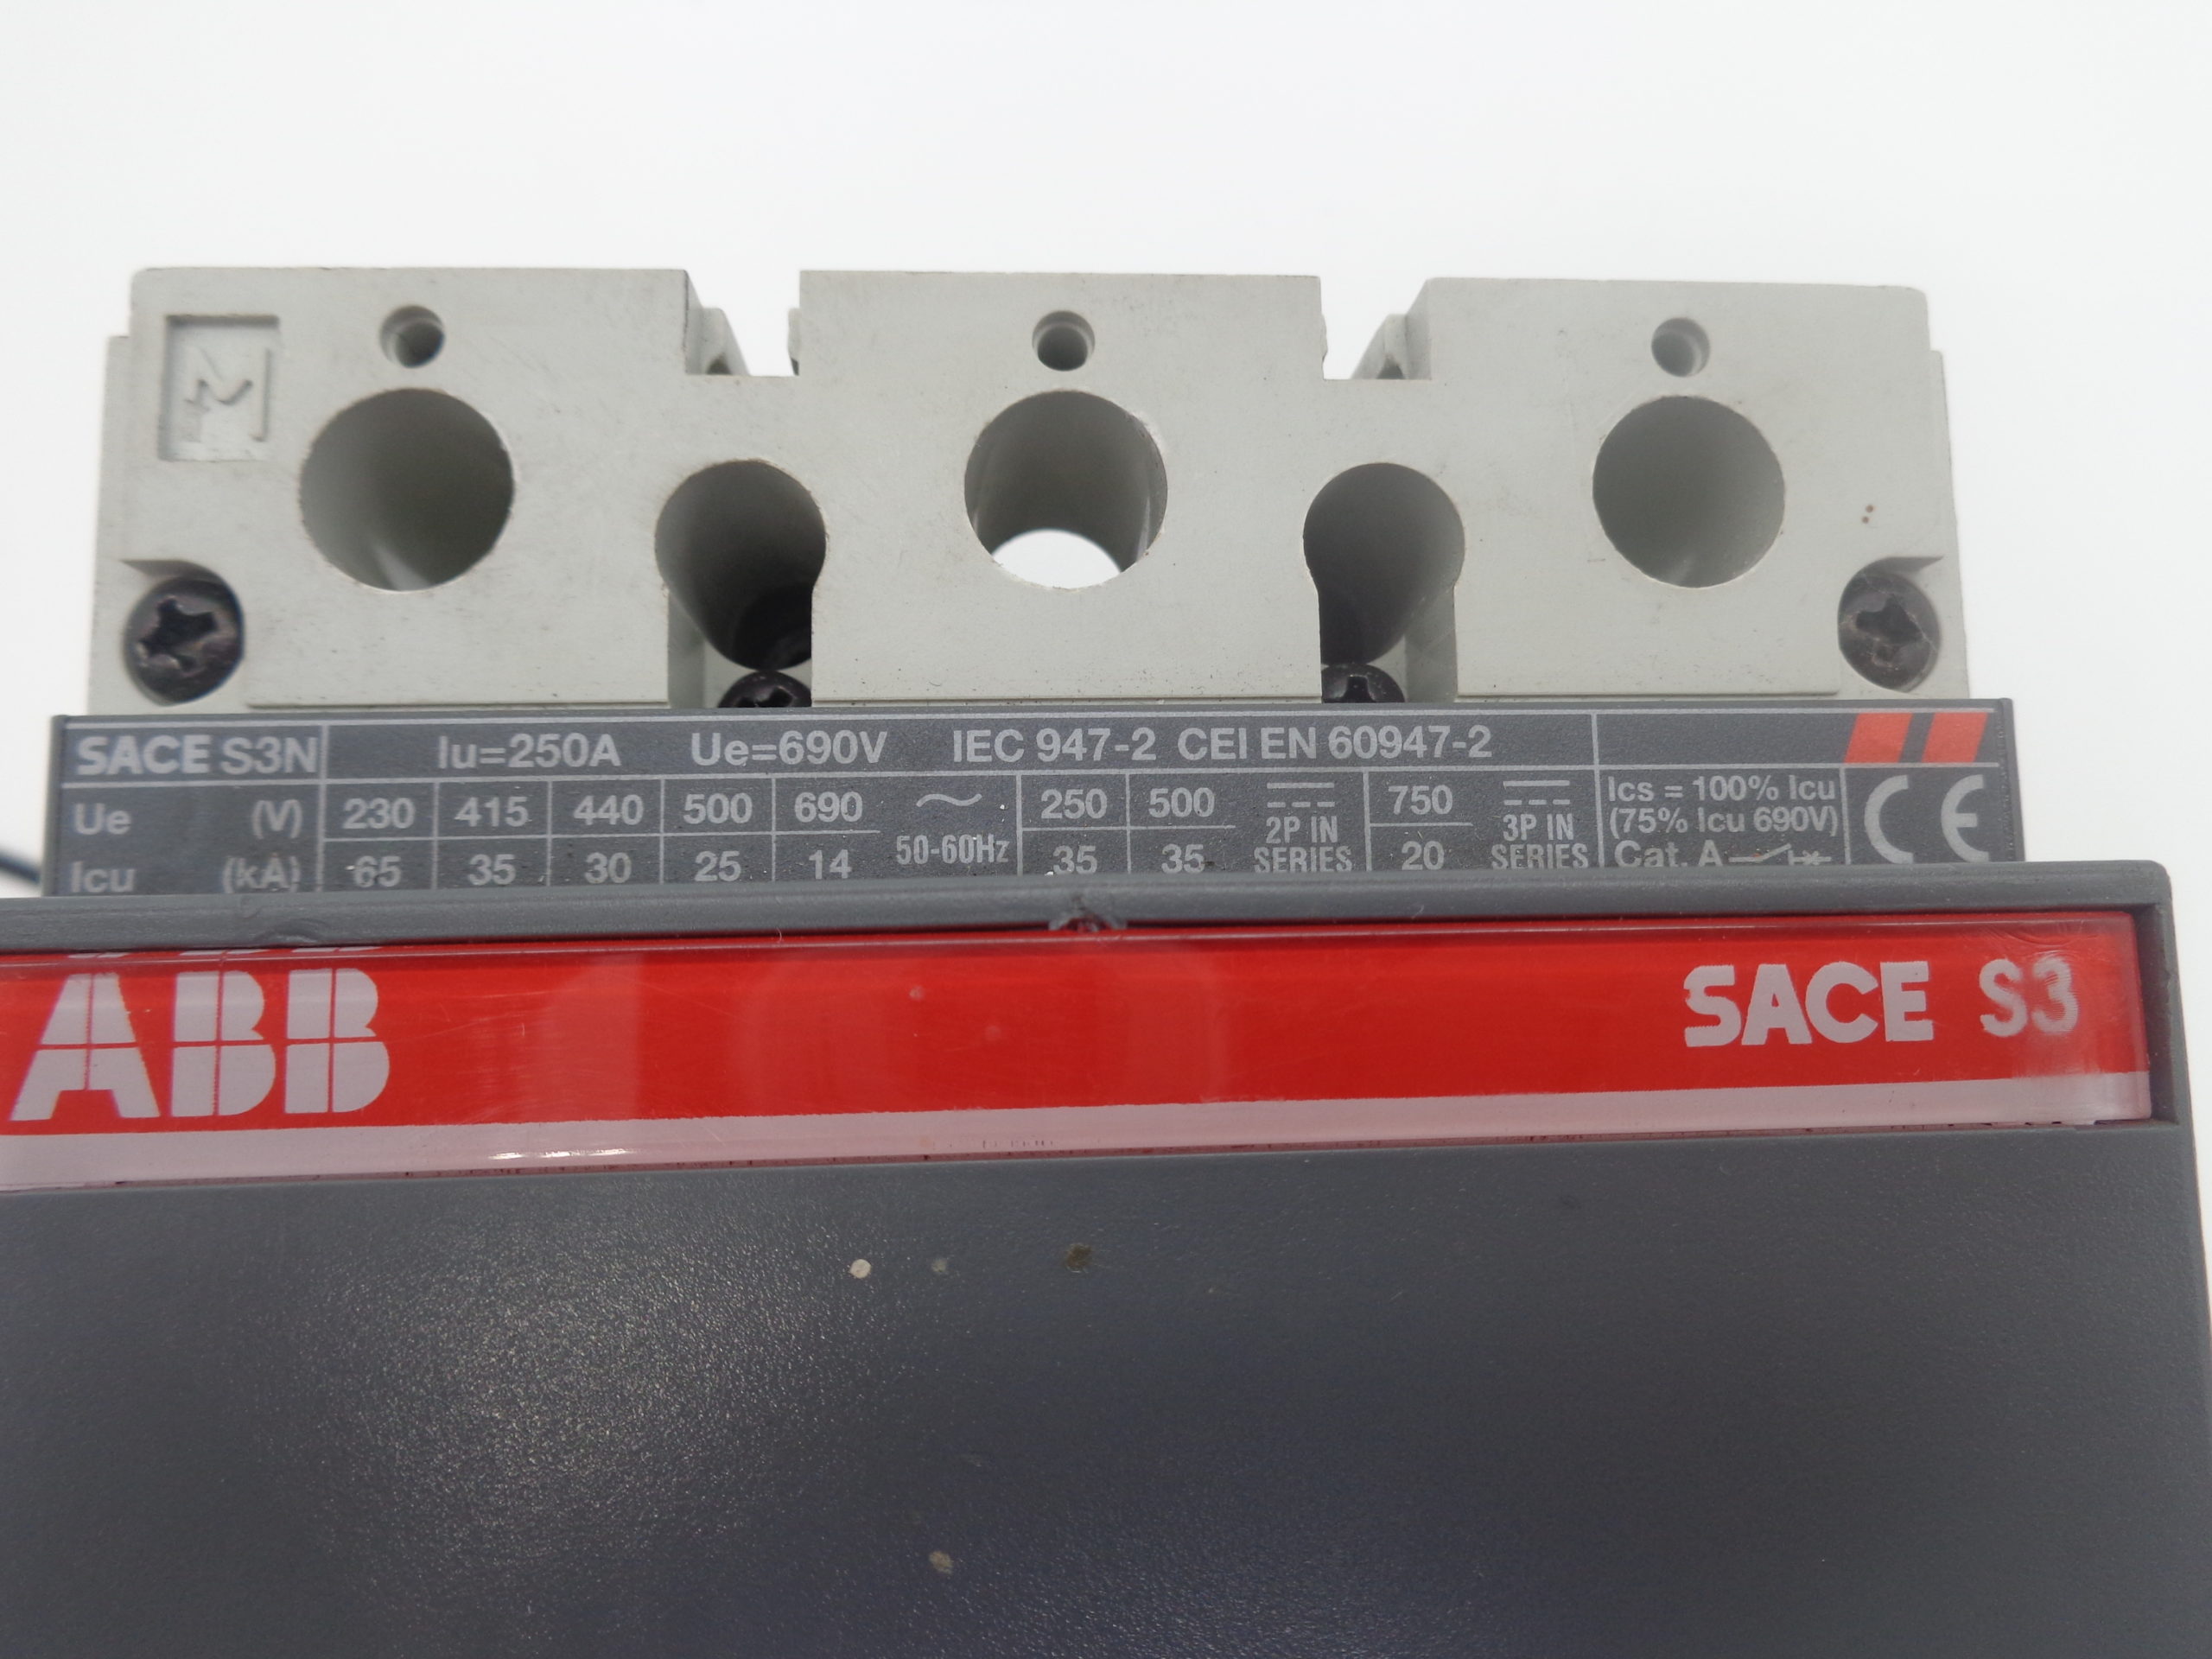 M
SACE S3N Iu=250A Ue=690V IEC 947-2 CEI EN 60947-2
Ue (V) 230 415 440 500 690 250 500 750
Icu (kA) 65 35 30 25 14 50-60Hz 35 35 2P IN SERIES 20 3P IN SERIES
Ics = 100% Icu
(75% Icu 690V)
Cat. A
CE
ABB SACE S3